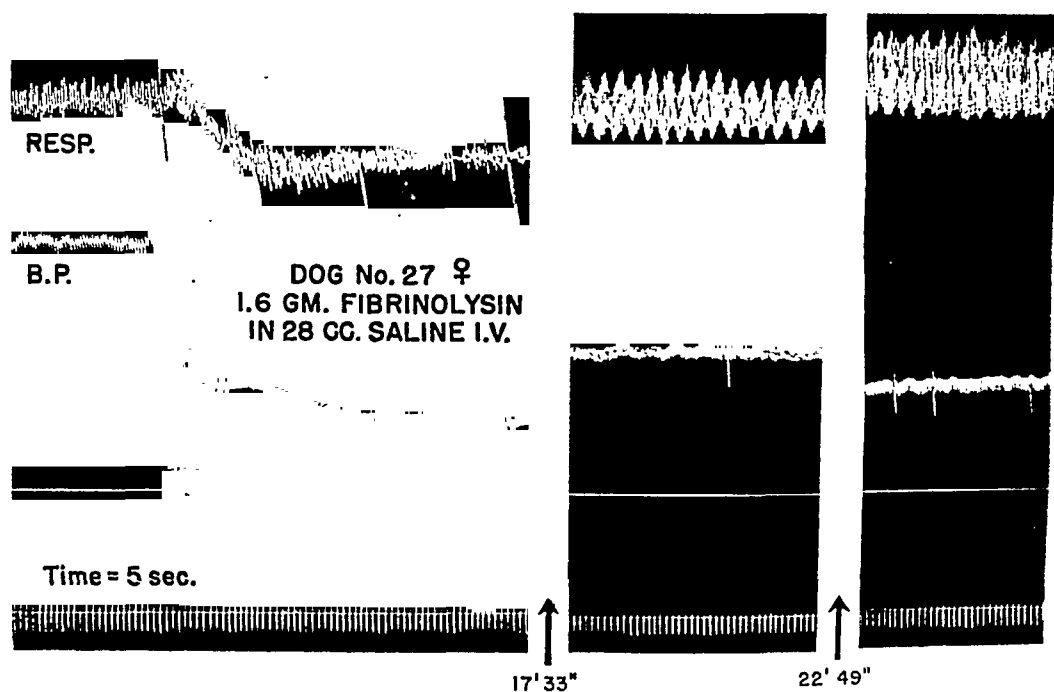 RESP.
B.P.
DOG No. 27 ♀
1.6 GM. FIBRINOLYSIN
IN 28 CC. SALINE I.V.
Time = 5 sec.
17' 33"
22' 49"